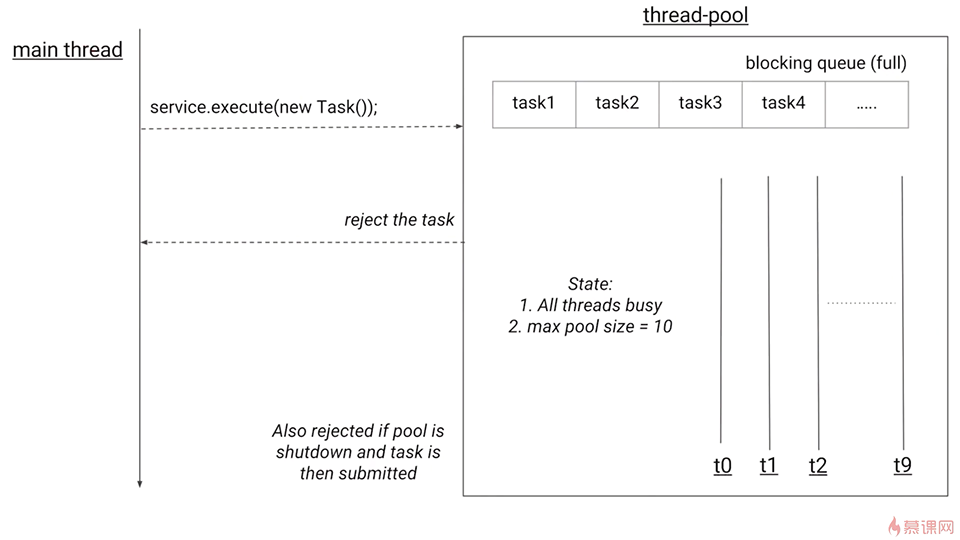 thread-pool
main thread
blocking queue (full)
task1 task2 task3 task4 .....
service.execute(new Task());
reject the task
State:
1. All threads busy
2. max pool size = 10
Also rejected if pool is
shutdown and task is
then submitted
t0 t1 t2 t9
慕课网